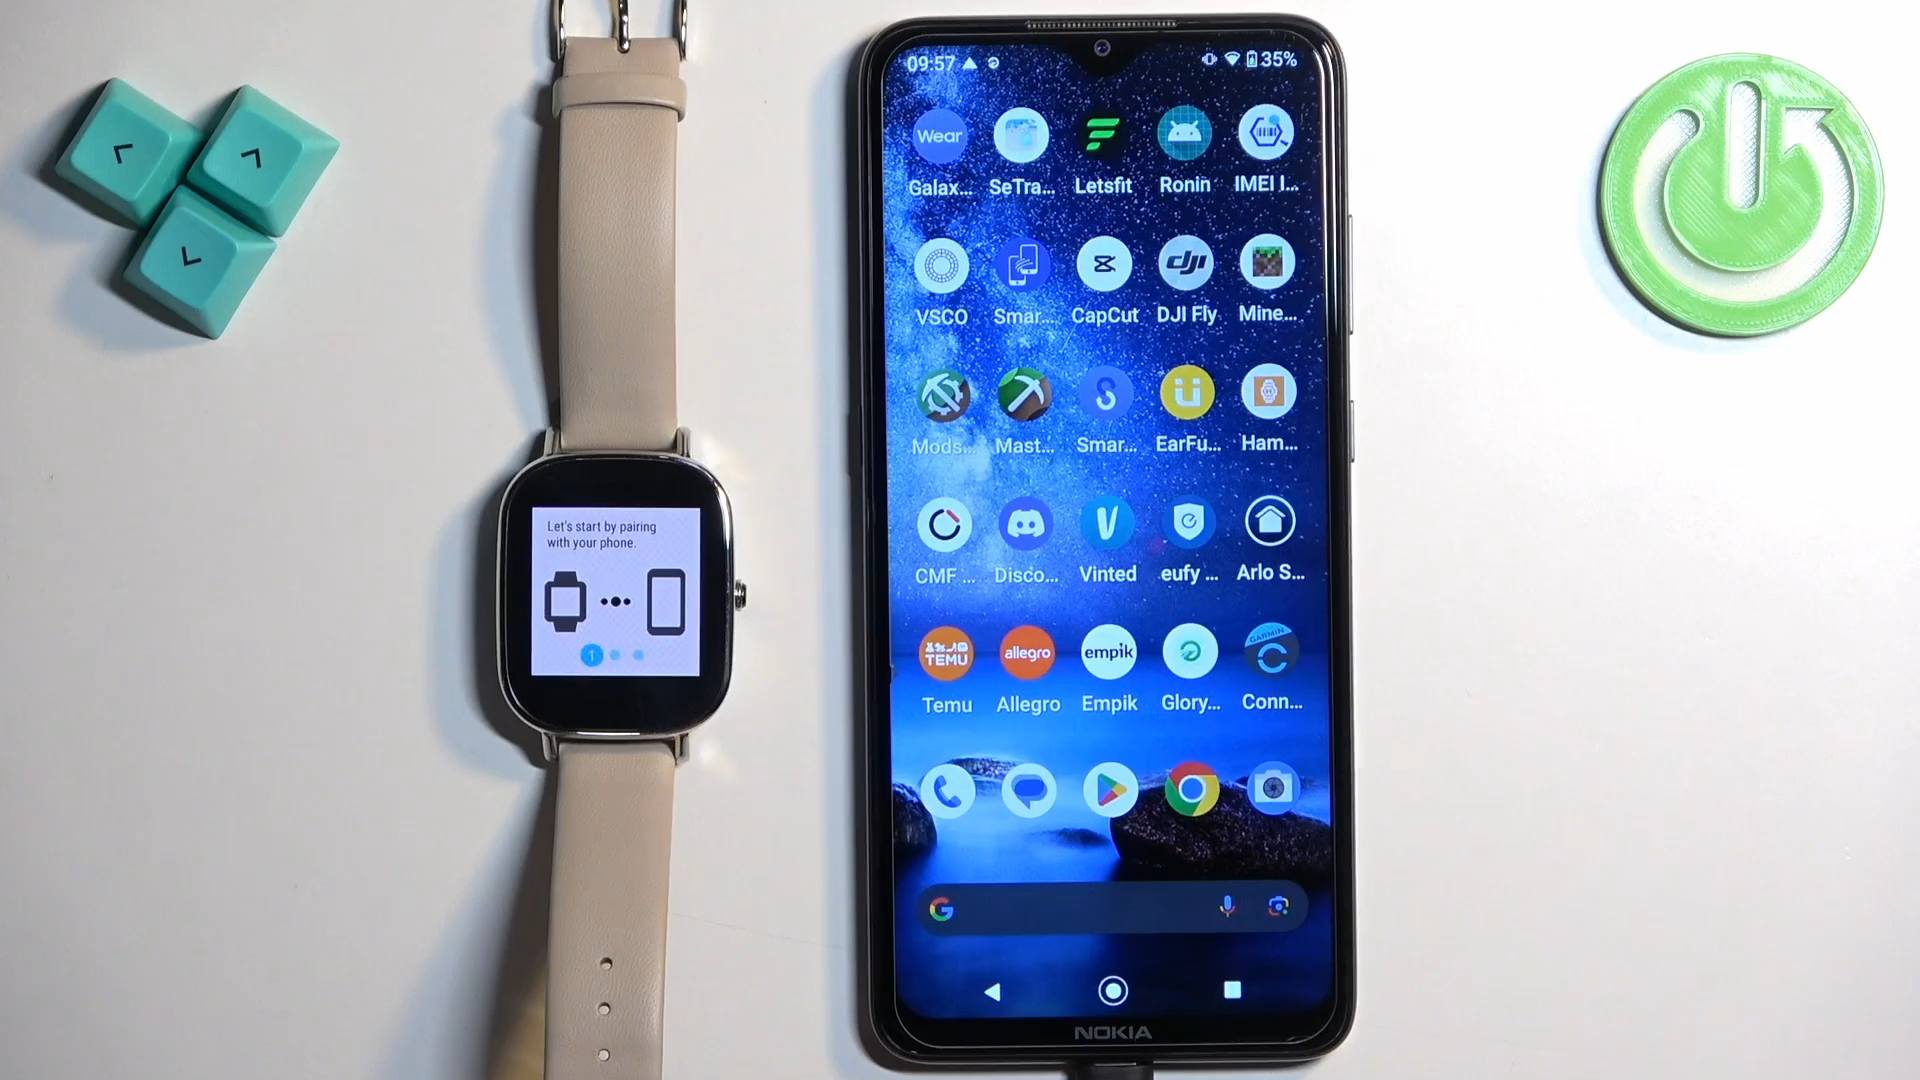 Let's start by pairing
with your phone.
1
09:57 35%
Wear
Galax... SeTra... Letsfit Ronin IMEI I...
dji
VSCO Smar... CapCut DJI Fly Mine...
Mods... Mast... Smar... EarFu... Ham...
CMF ... Disco... Vinted eufy ... Arlo S...
TEMU allegro empik GARMIN
Temu Allegro Empik Glory... Conn...
NOKIA